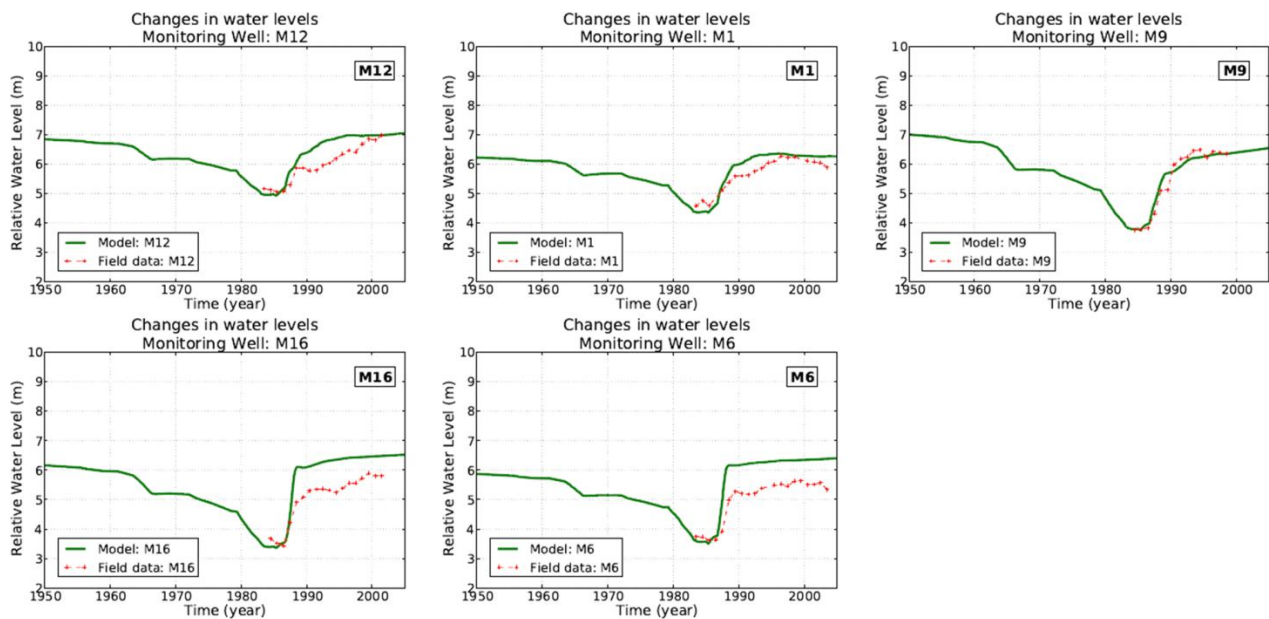 Changes in water levels
Monitoring Well: M12
10
9
8
7
6
5
4
3
2
Relative Water Level (m)
M12
Model: M12
Field data: M12
1950 1960 1970 1980 1990 2000
Time (year)
Changes in water levels
Monitoring Well: M1
10
9
8
7
6
5
4
3
2
Relative Water Level (m)
M1
Model: M1
Field data: M1
1950 1960 1970 1980 1990 2000
Time (year)
Changes in water levels
Monitoring Well: M9
10
9
8
7
6
5
4
3
2
Relative Water Level (m)
M9
Model: M9
Field data: M9
1950 1960 1970 1980 1990 2000
Time (year)
Changes in water levels
Monitoring Well: M16
10
9
8
7
6
5
4
3
2
Relative Water Level (m)
M16
Model: M16
Field data: M16
1950 1960 1970 1980 1990 2000
Time (year)
Changes in water levels
Monitoring Well: M6
10
9
8
7
6
5
4
3
2
Relative Water Level (m)
M6
Model: M6
Field data: M6
1950 1960 1970 1980 1990 2000
Time (year)